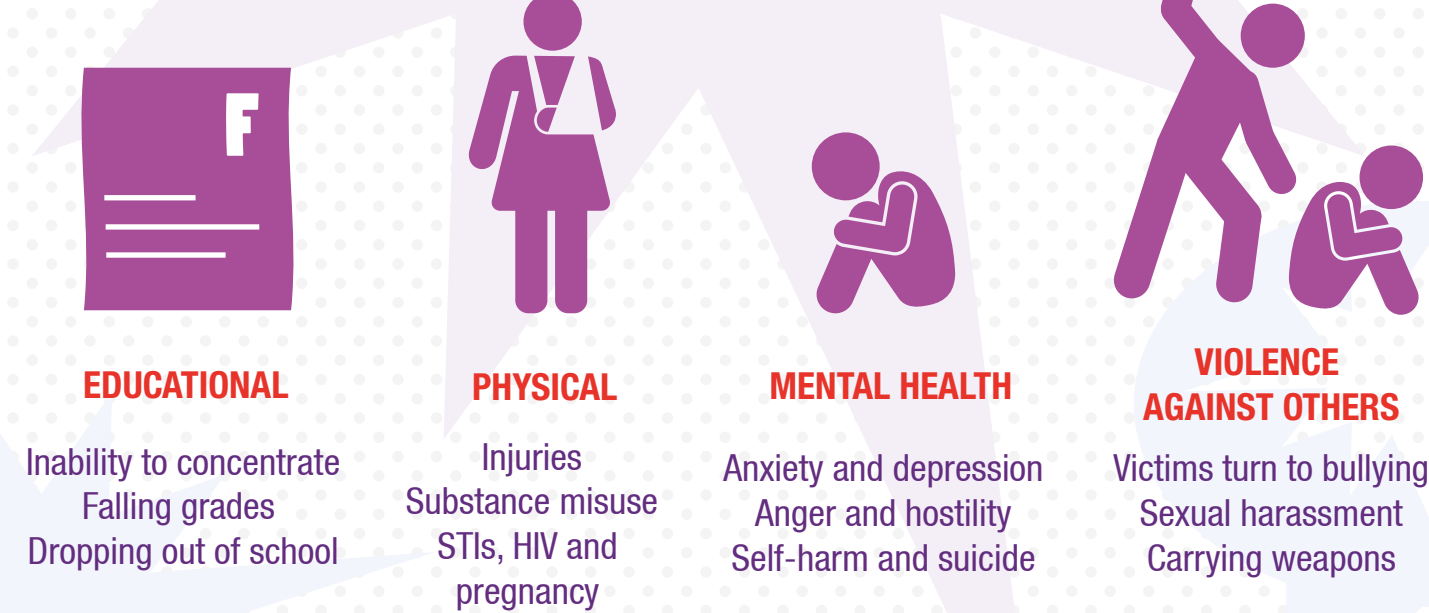 F
EDUCATIONAL
Inability to concentrate
Falling grades
Dropping out of school
PHYSICAL
Injuries
Substance misuse
STIs, HIV and
pregnancy
MENTAL HEALTH
Anxiety and depression
Anger and hostility
Self-harm and suicide
VIOLENCE
AGAINST OTHERS
Victims turn to bullying
Sexual harassment
Carrying weapons